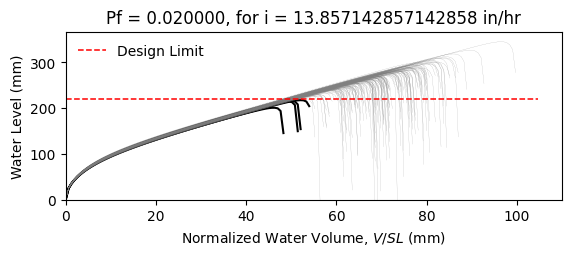 Pf = 0.020000, for i = 13.857142857142858 in/hr
Design Limit
Water Level (mm)
300
200
100
0
0 20 40 60 80 100
Normalized Water Volume, V/SL (mm)